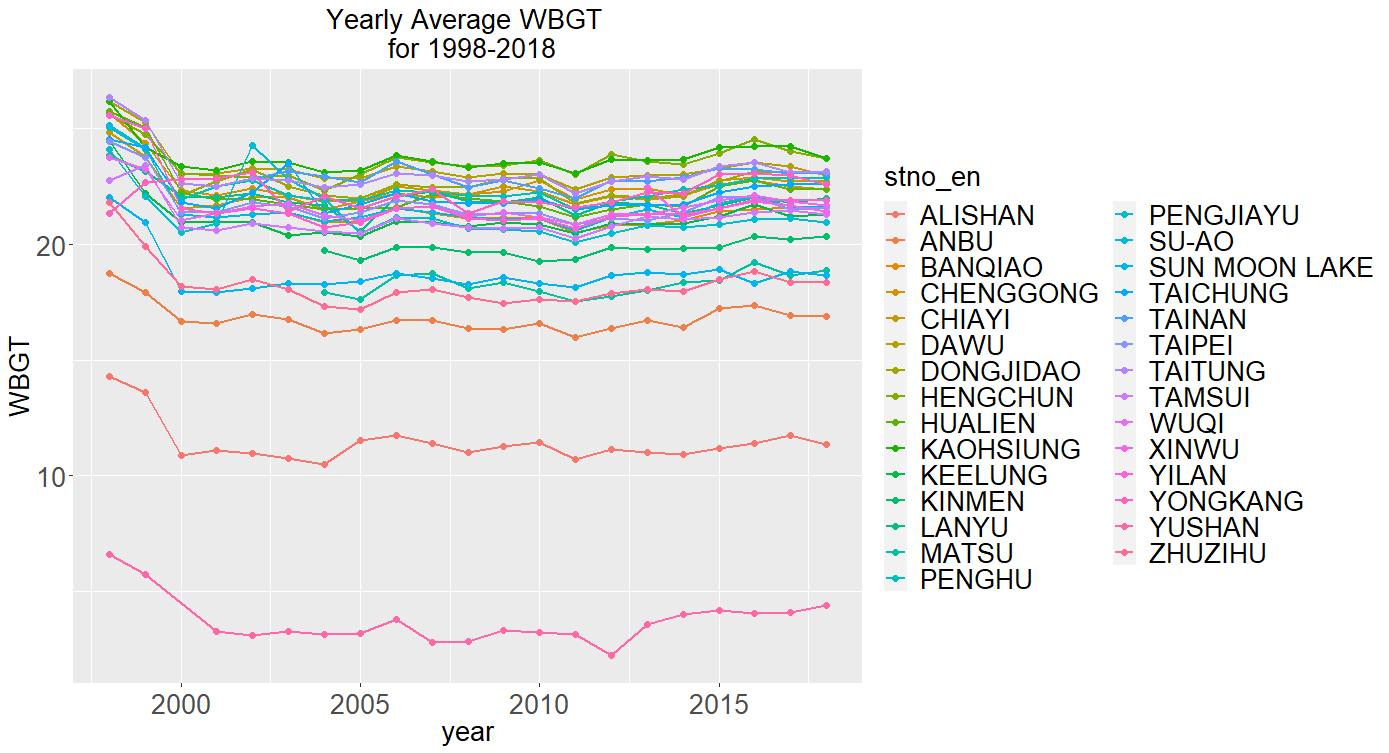 Yearly Average WBGT
for 1998-2018
WBGT
20
10
2000
2005
2010
2015
year
stno_en
ALISHAN
ANBU
BANQIAO
CHENGGONG
CHIAYI
DAWU
DONGJIDAO
HENGCHUN
HUALIEN
KAOHSIUNG
KEELUNG
KINMEN
LANYU
MATSU
PENGHU
PENGJIAYU
SU-AO
SUN MOON LAKE
TAICHUNG
TAINAN
TAIPEI
TAITUNG
TAMSUI
WUQI
XINWU
YILAN
YONGKANG
YUSHAN
ZHUZIHU